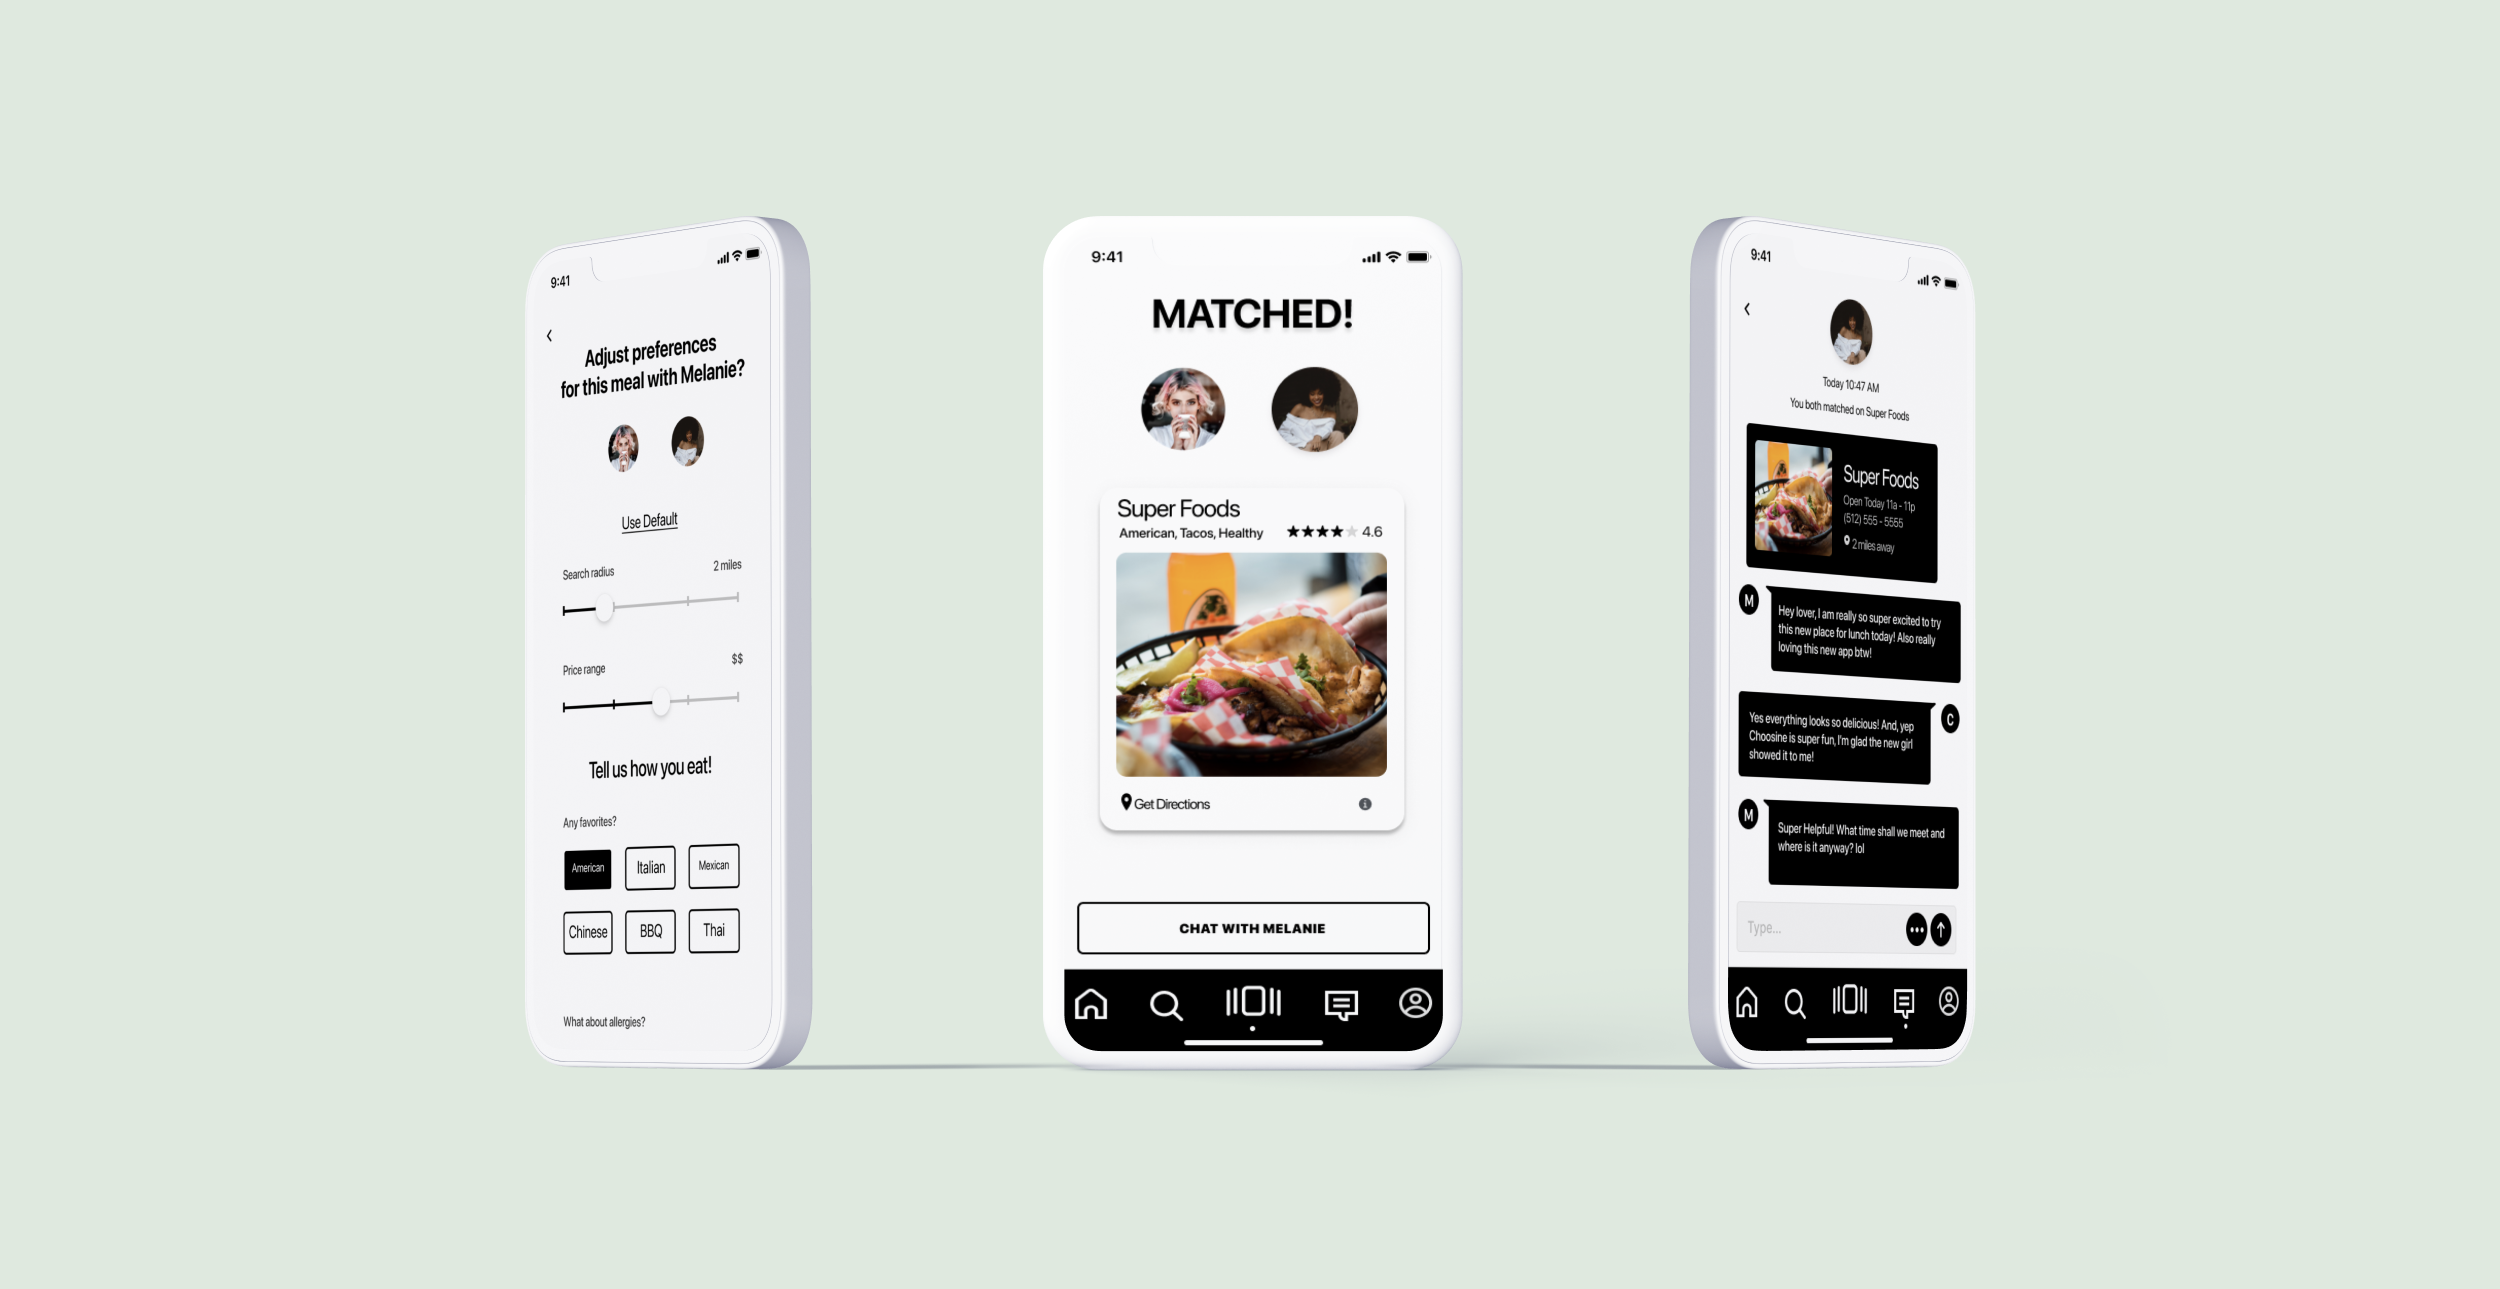 9:41
Adjust preferences
for this meal with Melanie?
Use Default
Search radius 2 miles
Price range $$
Tell us how you eat!
Any favorites?
American Italian Mexican
Chinese BBQ Thai
What about allergies?
9:41
MATCHED!
Super Foods
American, Tacos, Healthy 4.6
Get Directions
CHAT WITH MELANIE
9:41
Today 10:47 AM
You both matched on Super Foods
Super Foods
Open Today 11a - 11p
(512) 555 - 5555
2 miles away
M
Hey lover, I am really so super excited to try
this new place for lunch today! Also really
loving this new app btw!
Yes everything looks so delicious! And, yep
Choosine is super fun, I'm glad the new girl
showed it to me!
C
M
Super Helpful! What time shall we meet and
where is it anyway? lol
Type...